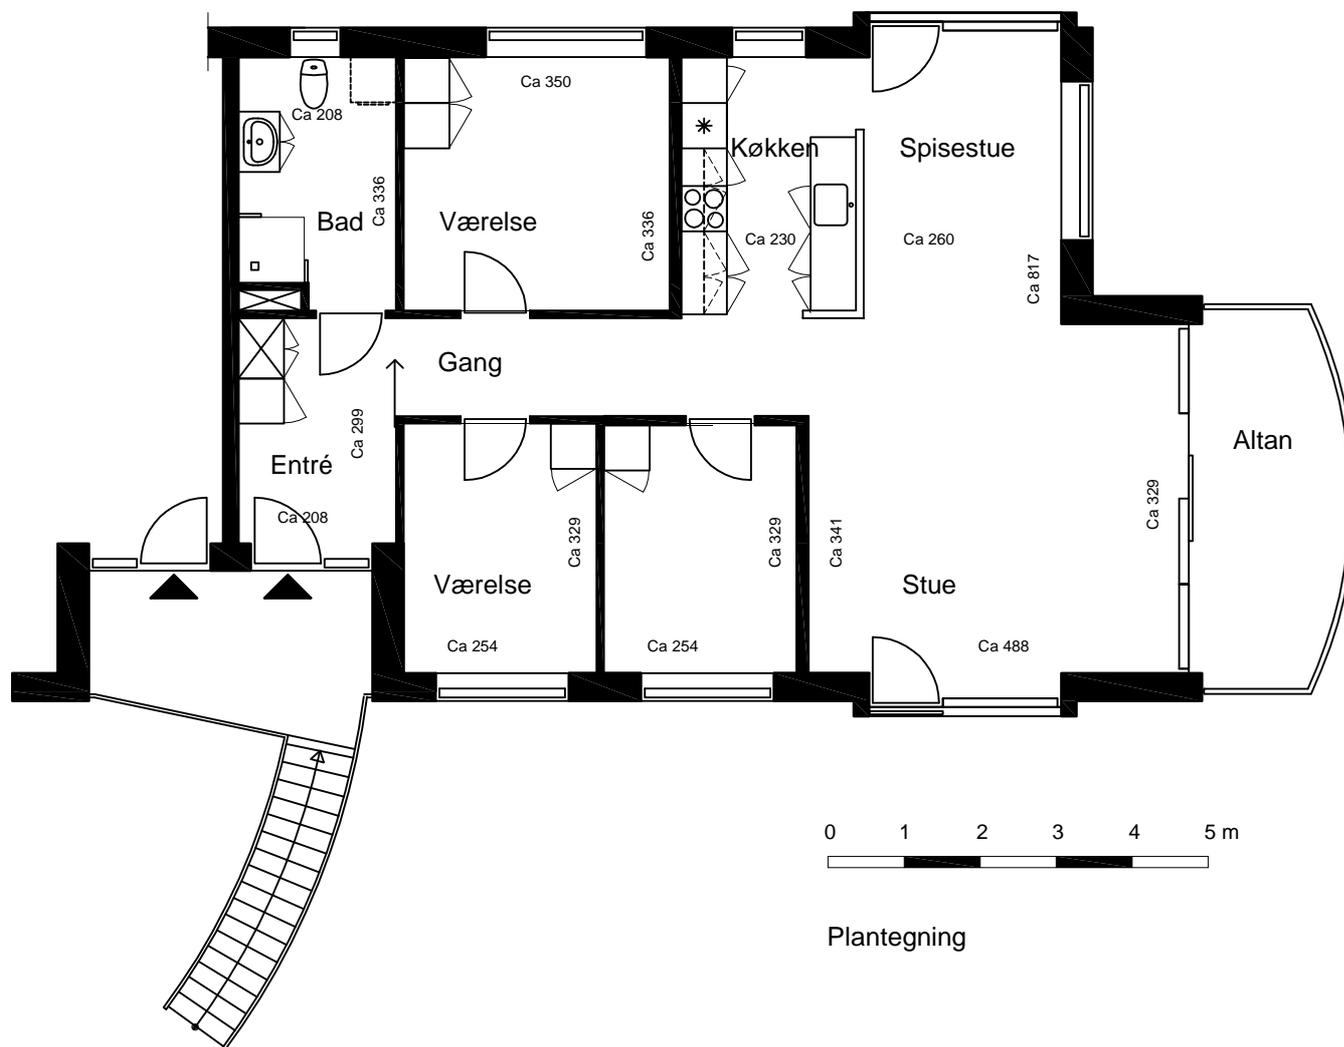 Ca 350
Ca 208
Køkken
Spisestue
Ca 336
Bad
Værelse
Ca 336
Ca 230
Ca 260
Ca 817
Gang
Ca 299
Entré
Ca 208
Altan
Ca 329
Ca 329
Ca 341
Ca 329
Værelse
Stue
Ca 254
Ca 254
Ca 488
0 1 2 3 4 5 m
Plantegning